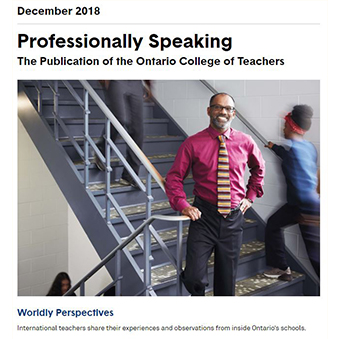 December 2018
Professionally Speaking
The Publication of the Ontario College of Teachers
Worldly Perspectives
International teachers share their experiences and observations from inside Ontario's schools.